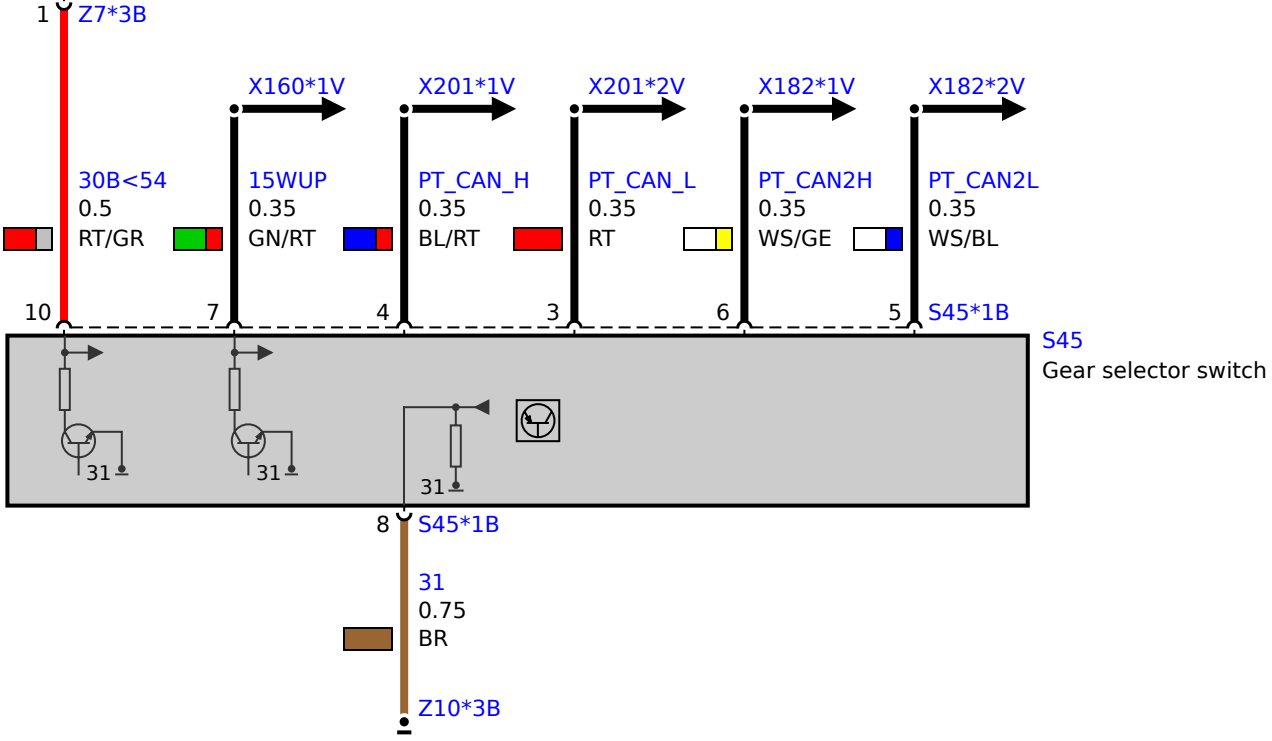 1 Z7*3B
X160*1V X201*1V X201*2V X182*1V X182*2V
30B<54 15WUP PT_CAN_H PT_CAN_L PT_CAN2H PT_CAN2L
0.5 0.35 0.35 0.35 0.35 0.35
RT/GR GN/RT BL/RT RT WS/GE WS/BL
10 7 4 3 6 5 S45*1B
S45
Gear selector switch
31 31 31
8 S45*1B
31
0.75
BR
Z10*3B